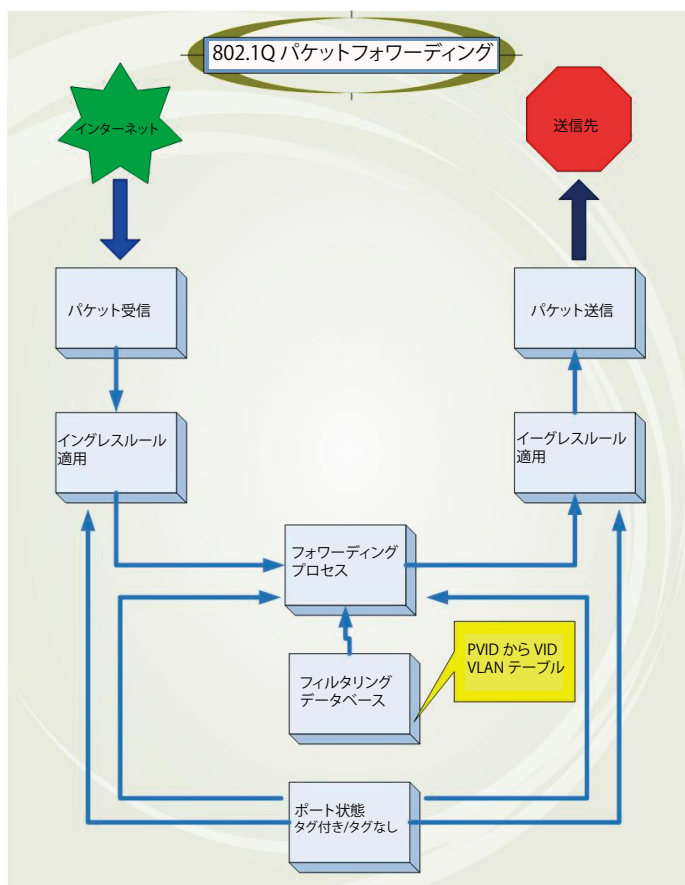 802.1Q パケットフォワーディング
インターネット
送信先
パケット受信
パケット送信
イングレスルール
適用
イーグレスルール
適用
フォワーディング
プロセス
PVID から VID
VLAN テーブル
フィルタリング
データベース
ポート状態
タグ付き/タグなし